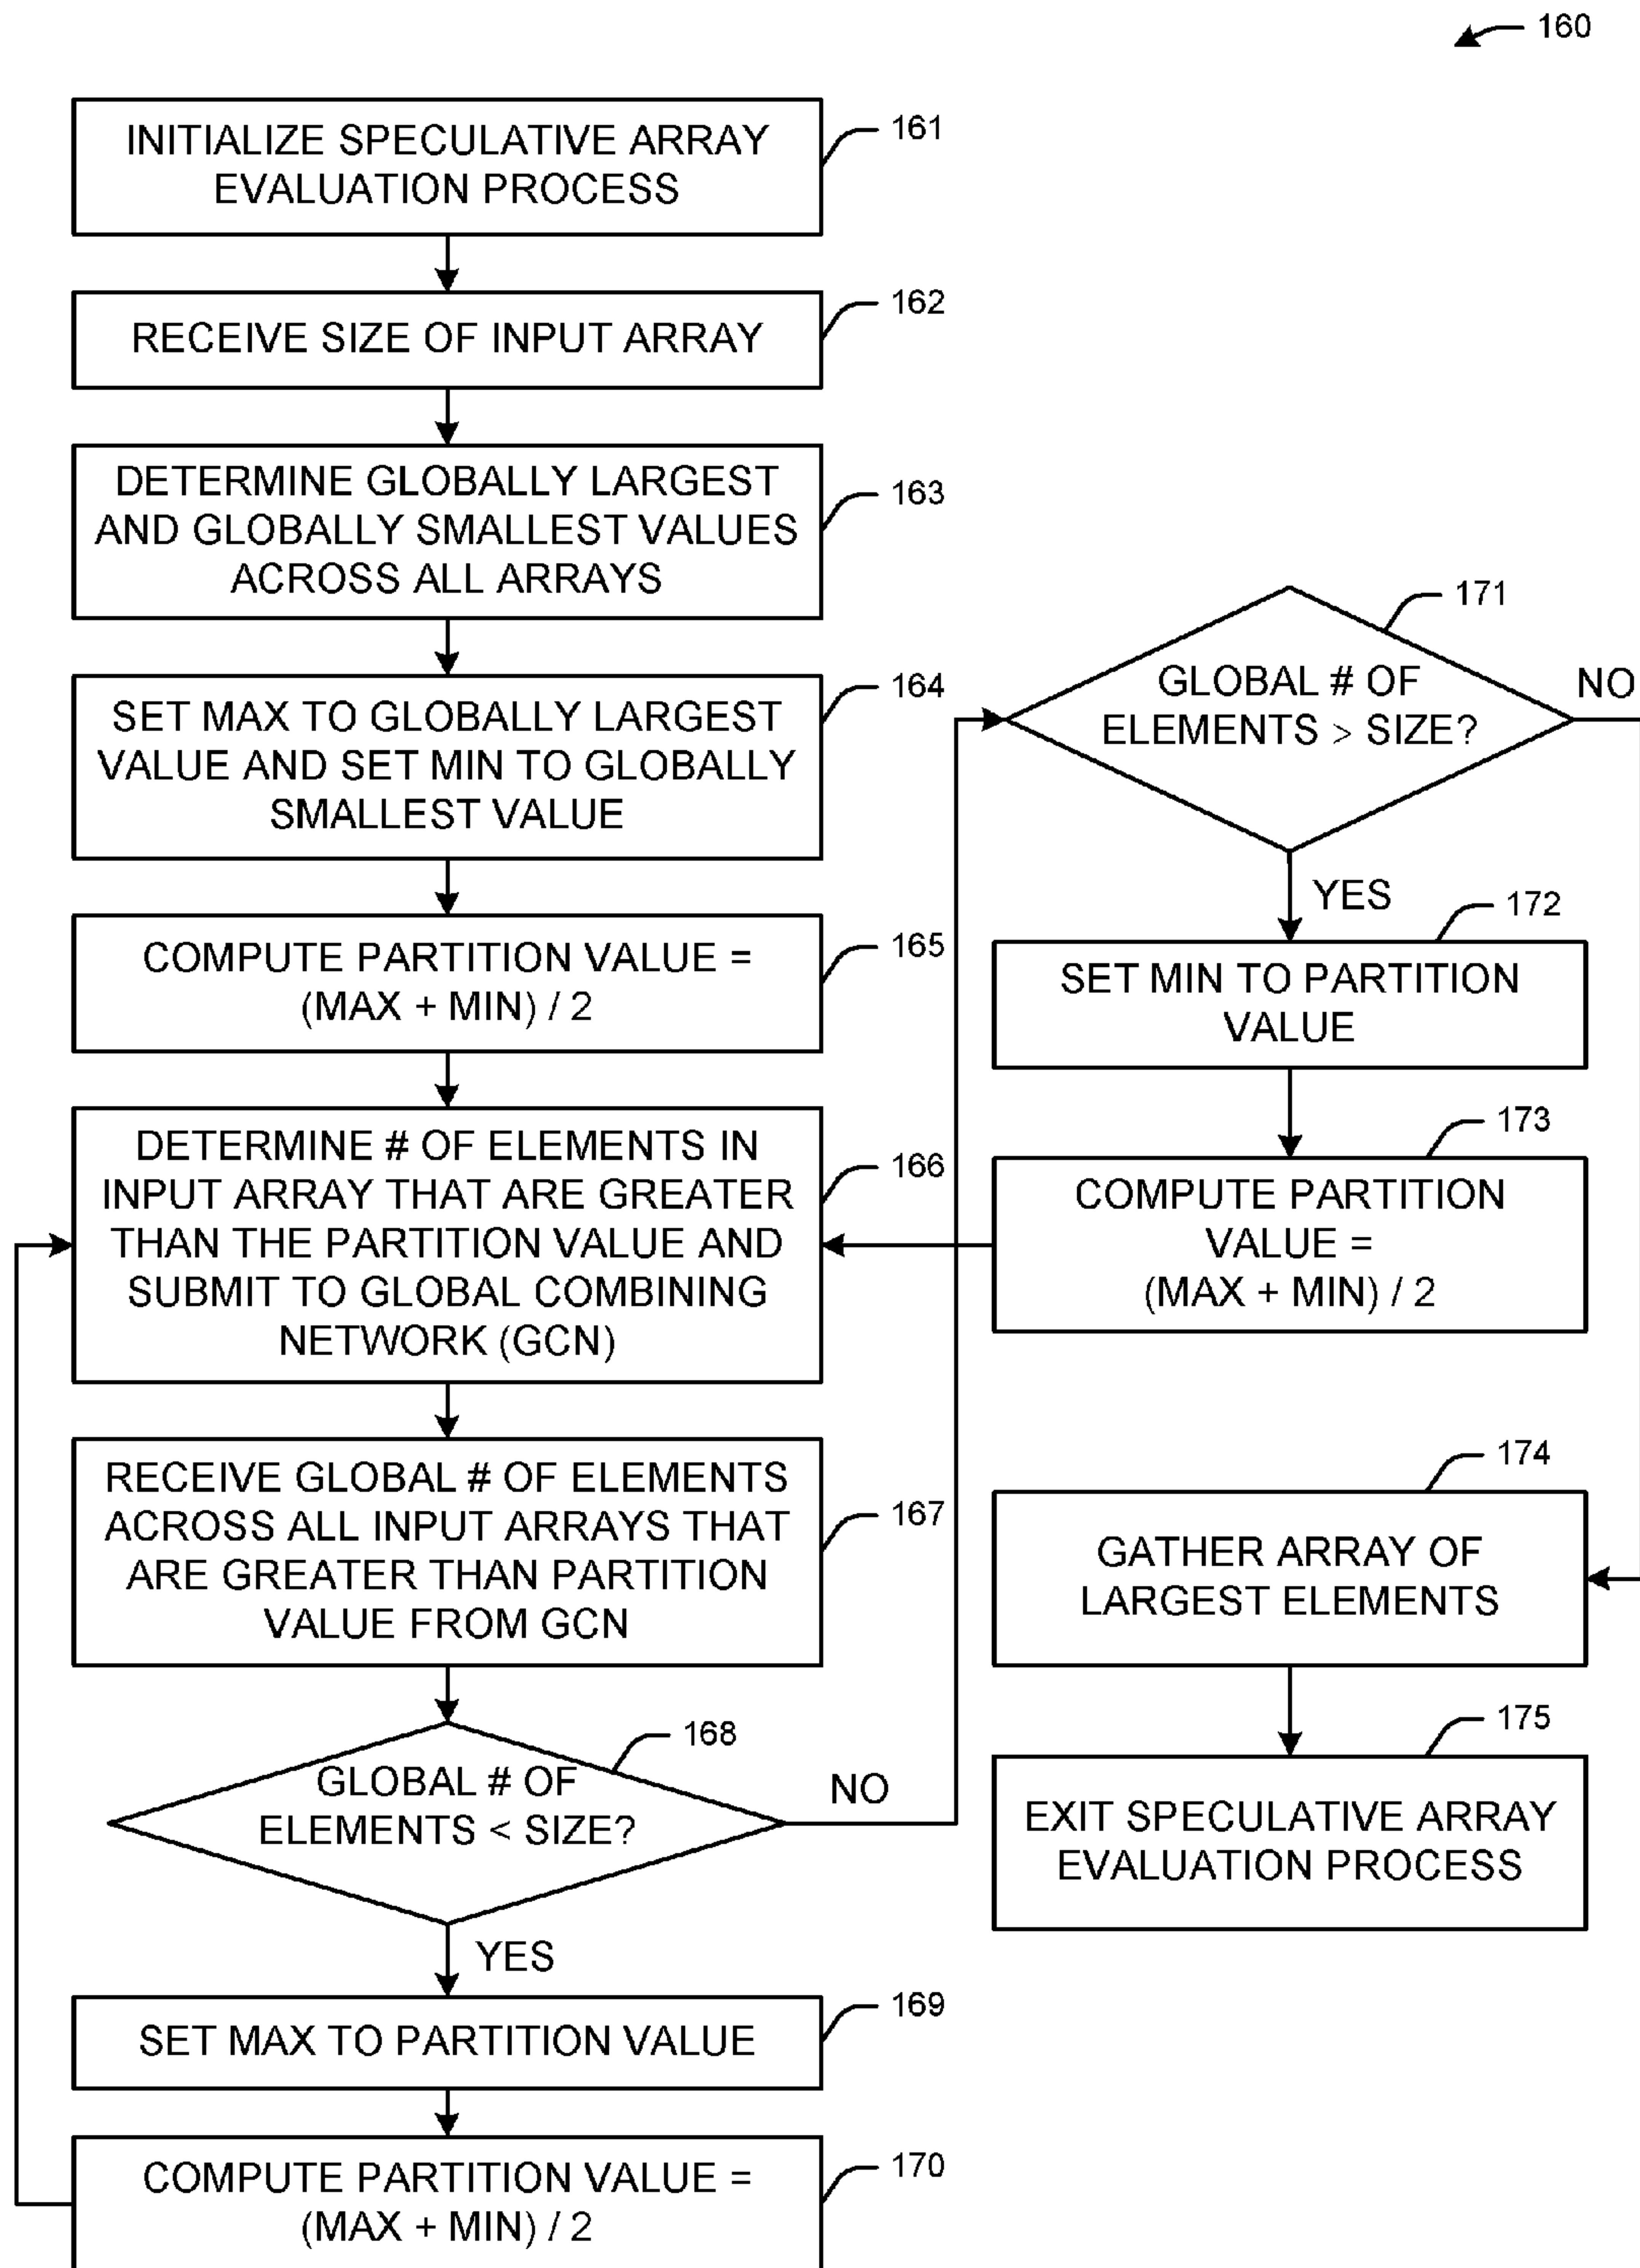 160
INITIALIZE SPECULATIVE ARRAY
EVALUATION PROCESS
161
RECEIVE SIZE OF INPUT ARRAY
162
DETERMINE GLOBALLY LARGEST
AND GLOBALLY SMALLEST VALUES
ACROSS ALL ARRAYS
163
SET MAX TO GLOBALLY LARGEST
VALUE AND SET MIN TO GLOBALLY
SMALLEST VALUE
164
COMPUTE PARTITION VALUE =
(MAX + MIN) / 2
165
DETERMINE # OF ELEMENTS IN
INPUT ARRAY THAT ARE GREATER
THAN THE PARTITION VALUE AND
SUBMIT TO GLOBAL COMBINING
NETWORK (GCN)
166
RECEIVE GLOBAL # OF ELEMENTS
ACROSS ALL INPUT ARRAYS THAT
ARE GREATER THAN PARTITION
VALUE FROM GCN
167
GLOBAL # OF
ELEMENTS < SIZE?
168
NO
YES
SET MAX TO PARTITION VALUE
169
COMPUTE PARTITION VALUE =
(MAX + MIN) / 2
170
GLOBAL # OF
ELEMENTS > SIZE?
171
NO
YES
SET MIN TO PARTITION
VALUE
172
COMPUTE PARTITION
VALUE =
(MAX + MIN) / 2
173
GATHER ARRAY OF
LARGEST ELEMENTS
174
EXIT SPECULATIVE ARRAY
EVALUATION PROCESS
175